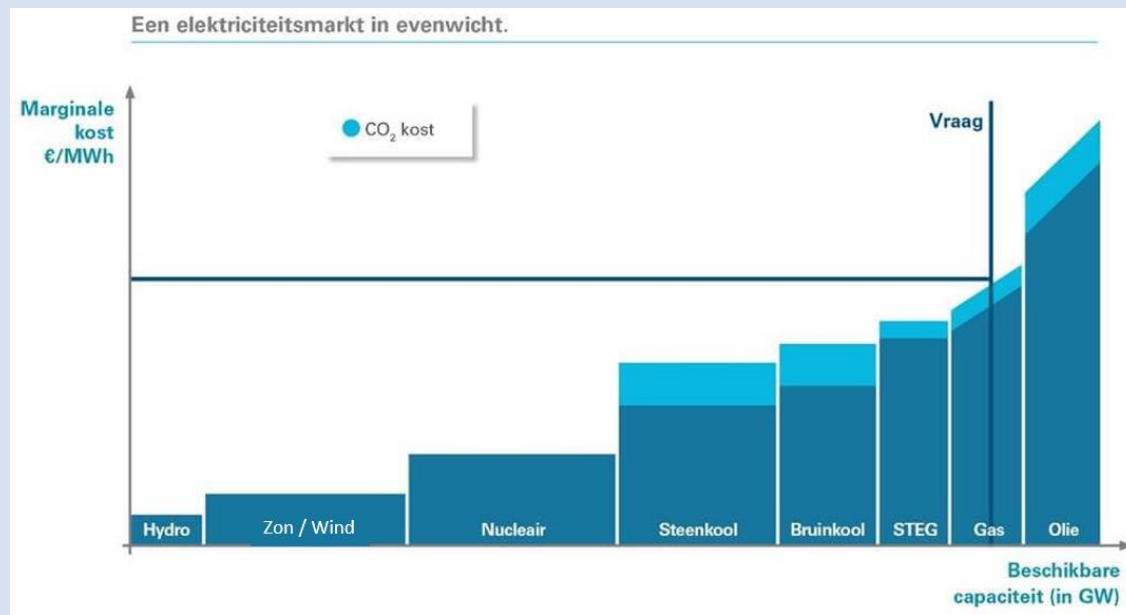 Een elektriciteitsmarkt in evenwicht.
Marginale
kost
€/MWh
CO₂ kost
Vraag
Hydro
Zon / Wind
Nucleair
Steenkool
Bruinkool
STEG
Gas
Olie
Beschikbare
capaciteit (in GW)